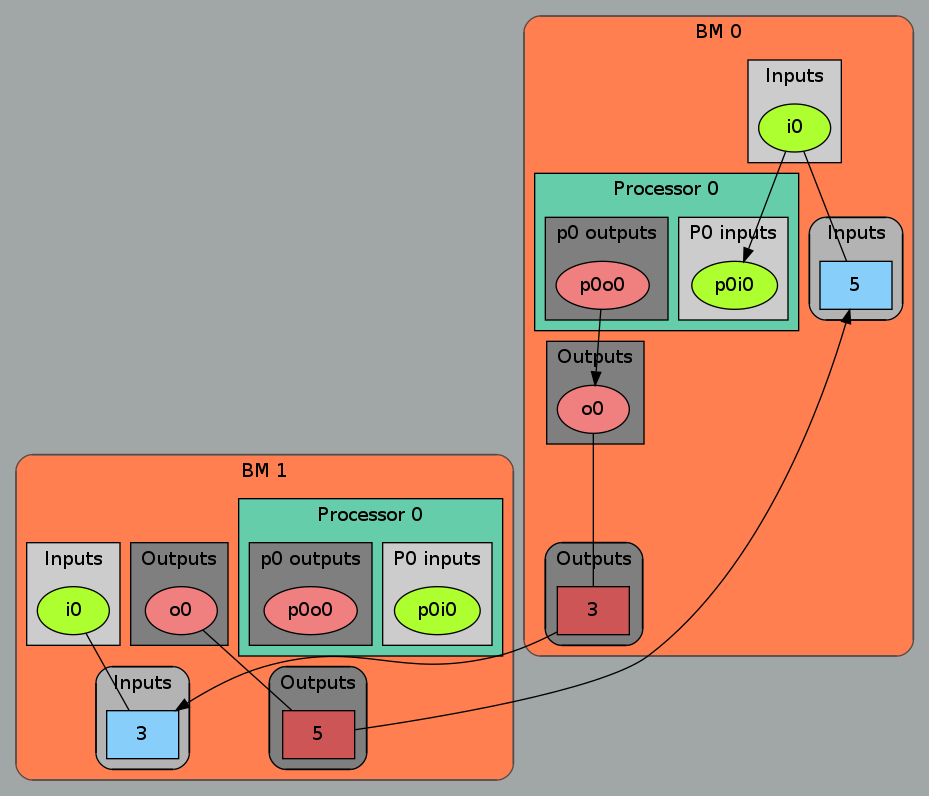 BM 0
Inputs
i0
Processor 0
p0 outputs
P0 inputs
Inputs
p0o0
p0i0
5
Outputs
o0
Outputs
3
BM 1
Processor 0
Inputs
Outputs
p0 outputs
P0 inputs
i0
o0
p0o0
p0i0
Inputs
Outputs
3
5